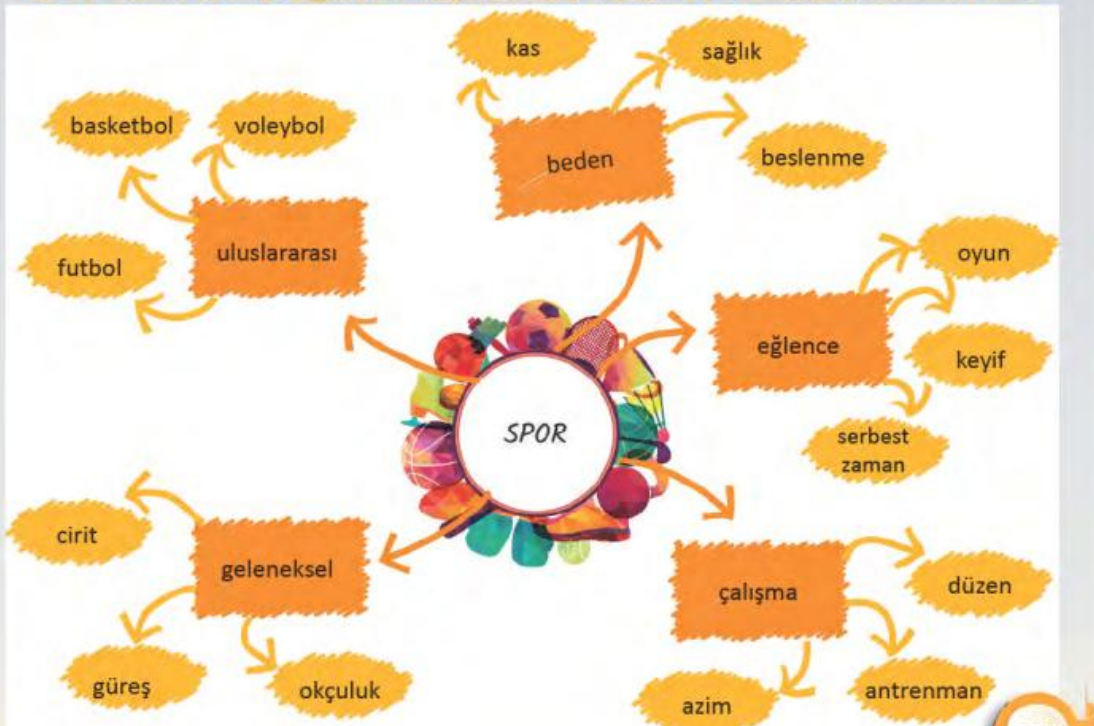 kas
sağlık
basketbol
voleybol
beden
beslenme
uluslararası
futbol
oyun
eğlence
keyif
SPOR
serbest
zaman
cirit
geleneksel
çalışma
düzen
güreş
okçuluk
azim
antrenman